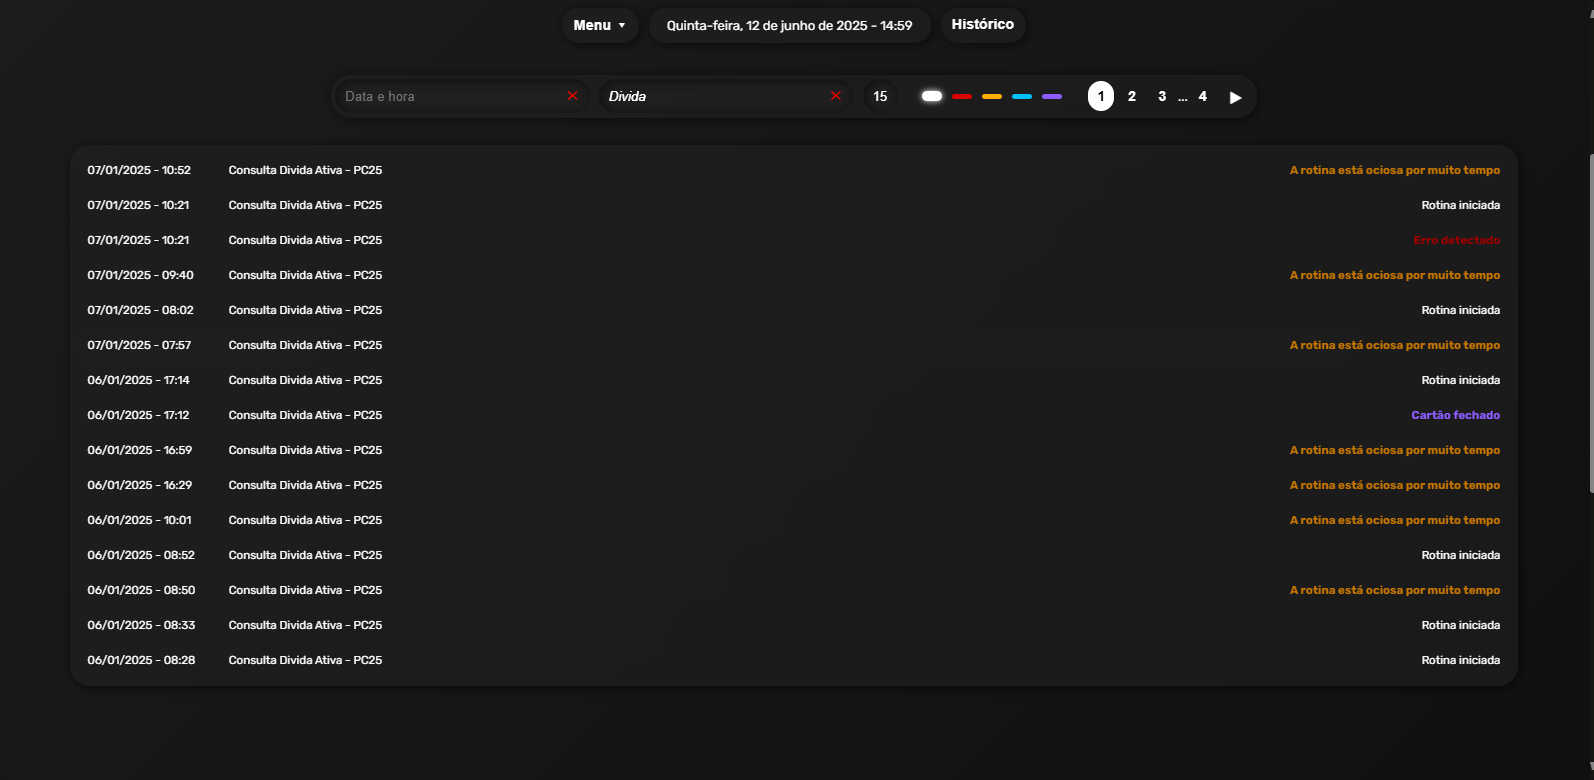 Menu Quinta-feira, 12 de junho de 2025 - 14:59 Histórico
Data e hora Divida 15 1 2 3 ... 4
07/01/2025 - 10:52 Consulta Divida Ativa - PC25 A rotina está ociosa por muito tempo
07/01/2025 - 10:21 Consulta Divida Ativa - PC25 Rotina iniciada
07/01/2025 - 10:21 Consulta Divida Ativa - PC25 Erro detectado
07/01/2025 - 09:40 Consulta Divida Ativa - PC25 A rotina está ociosa por muito tempo
07/01/2025 - 08:02 Consulta Divida Ativa - PC25 Rotina iniciada
07/01/2025 - 07:57 Consulta Divida Ativa - PC25 A rotina está ociosa por muito tempo
06/01/2025 - 17:14 Consulta Divida Ativa - PC25 Rotina iniciada
06/01/2025 - 17:12 Consulta Divida Ativa - PC25 Cartão fechado
06/01/2025 - 16:59 Consulta Divida Ativa - PC25 A rotina está ociosa por muito tempo
06/01/2025 - 16:29 Consulta Divida Ativa - PC25 A rotina está ociosa por muito tempo
06/01/2025 - 10:01 Consulta Divida Ativa - PC25 A rotina está ociosa por muito tempo
06/01/2025 - 08:52 Consulta Divida Ativa - PC25 Rotina iniciada
06/01/2025 - 08:50 Consulta Divida Ativa - PC25 A rotina está ociosa por muito tempo
06/01/2025 - 08:33 Consulta Divida Ativa - PC25 Rotina iniciada
06/01/2025 - 08:28 Consulta Divida Ativa - PC25 Rotina iniciada